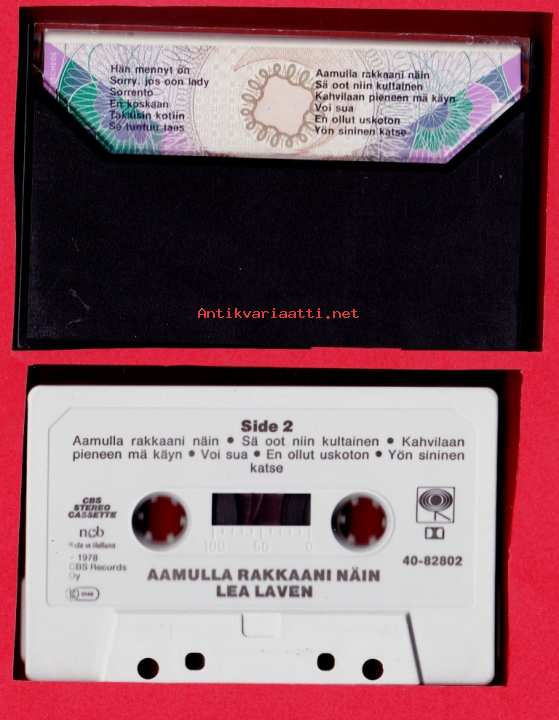 Hän mennyt on
Sorry, jos oon lady
Sorrento
En koskaan
Takaisin kotiin
Se tuntuu taas
Aamulla rakkaani näin
Sä oot niin kultainen
Kahvilaan pieneen mä käyn
Voi sua
En ollut uskoton
Yön sininen katse
Antikvariaatti.net
Side 2
Aamulla rakkaani näin • Sä oot niin kultainen • Kahvilaan
pieneen mä käyn • Voi sua • En ollut uskoton • Yön sininen
katse
CBS
STEREO
CASSETTE
ncb
1978
CBS Records
Oy
100 50 0
40-82802
AAMULLA RAKKAANI NÄIN
LEA LAVEN